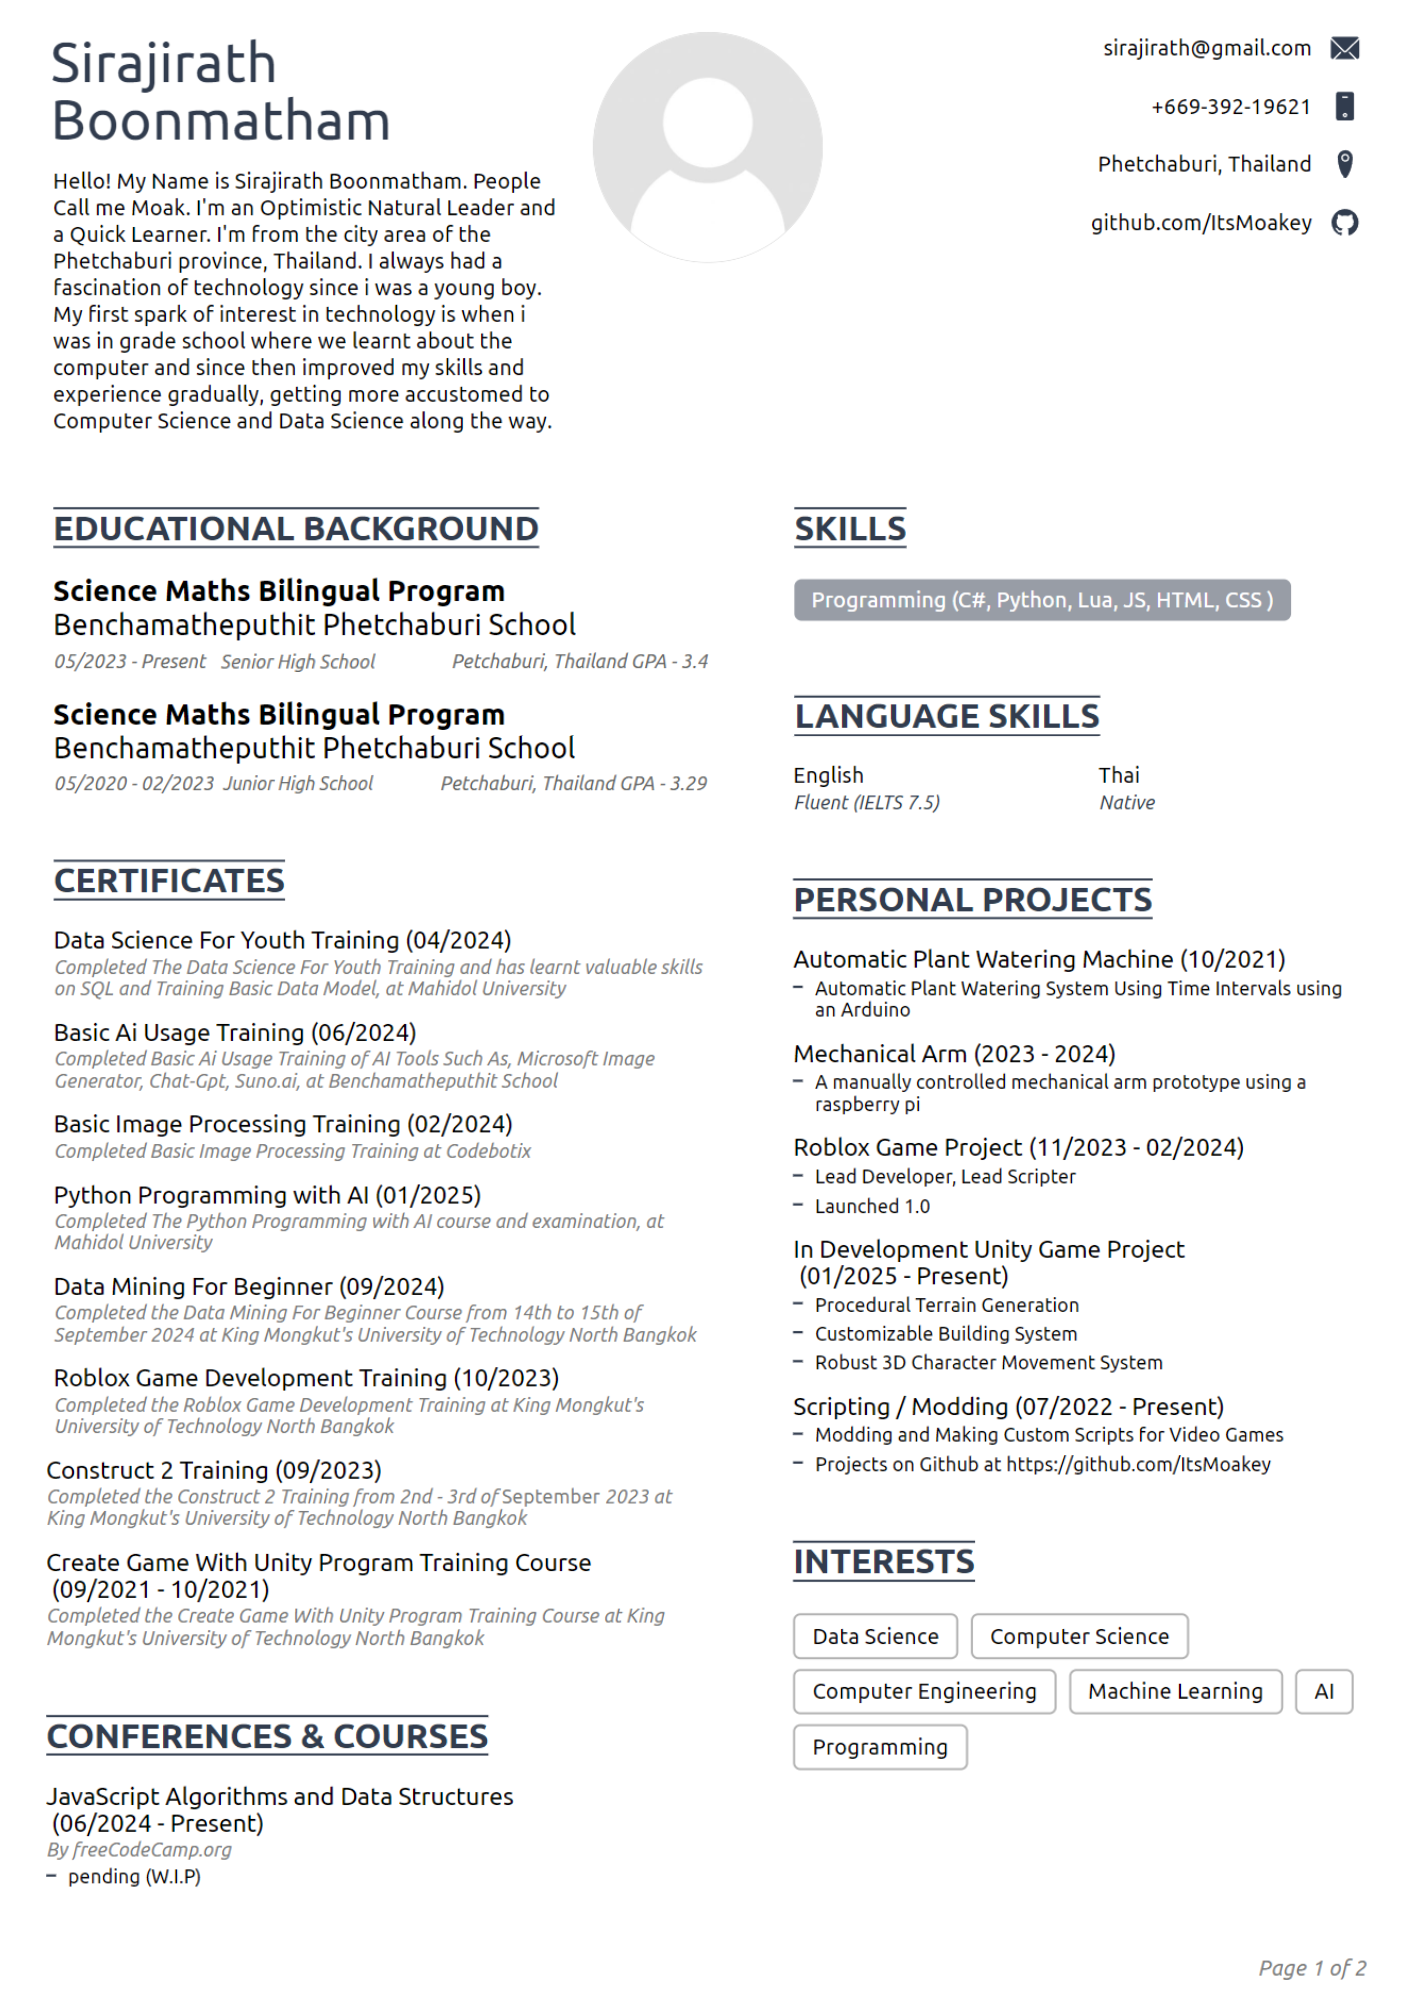 Sirajirath
Boonmatham
Hello! My Name is Sirajirath Boonmatham. People
Call me Moak. I'm an Optimistic Natural Leader and
a Quick Learner. I'm from the city area of the
Phetchaburi province, Thailand. I always had a
fascination of technology since i was a young boy.
My first spark of interest in technology is when i
was in grade school where we learnt about the
computer and since then improved my skills and
experience gradually, getting more accustomed to
Computer Science and Data Science along the way.
sirajirath@gmail.com
+669-392-19621
Phetchaburi, Thailand
github.com/ItsMoakey
EDUCATIONAL BACKGROUND
Science Maths Bilingual Program
Benchamatheputhit Phetchaburi School
05/2023 - Present Senior High School Petchaburi, Thailand GPA - 3.4
Science Maths Bilingual Program
Benchamatheputhit Phetchaburi School
05/2020 - 02/2023 Junior High School Petchaburi, Thailand GPA - 3.29
CERTIFICATES
Data Science For Youth Training (04/2024)
Completed The Data Science For Youth Training and has learnt valuable skills
on SQL and Training Basic Data Model, at Mahidol University
Basic Ai Usage Training (06/2024)
Completed Basic Ai Usage Training of AI Tools Such As, Microsoft Image
Generator, Chat-Gpt, Suno.ai, at Benchamatheputhit School
Basic Image Processing Training (02/2024)
Completed Basic Image Processing Training at Codebotix
Python Programming with AI (01/2025)
Completed The Python Programming with AI course and examination, at
Mahidol University
Data Mining For Beginner (09/2024)
Completed the Data Mining For Beginner Course from 14th to 15th of
September 2024 at King Mongkut's University of Technology North Bangkok
Roblox Game Development Training (10/2023)
Completed the Roblox Game Development Training at King Mongkut's
University of Technology North Bangkok
Construct 2 Training (09/2023)
Completed the Construct 2 Training from 2nd - 3rd of September 2023 at
King Mongkut's University of Technology North Bangkok
Create Game With Unity Program Training Course
(09/2021 - 10/2021)
Completed the Create Game With Unity Program Training Course at King
Mongkut's University of Technology North Bangkok
CONFERENCES & COURSES
JavaScript Algorithms and Data Structures
(06/2024 - Present)
By freeCodeCamp.org
– pending (W.I.P)
SKILLS
Programming (C#, Python, Lua, JS, HTML, CSS )
LANGUAGE SKILLS
English Thai
Fluent (IELTS 7.5) Native
PERSONAL PROJECTS
Automatic Plant Watering Machine (10/2021)
– Automatic Plant Watering System Using Time Intervals using
an Arduino
Mechanical Arm (2023 - 2024)
– A manually controlled mechanical arm prototype using a
raspberry pi
Roblox Game Project (11/2023 - 02/2024)
– Lead Developer, Lead Scripter
– Launched 1.0
In Development Unity Game Project
(01/2025 - Present)
– Procedural Terrain Generation
– Customizable Building System
– Robust 3D Character Movement System
Scripting / Modding (07/2022 - Present)
– Modding and Making Custom Scripts for Video Games
– Projects on Github at https://github.com/ItsMoakey
INTERESTS
Data Science Computer Science
Computer Engineering Machine Learning AI
Programming
Page 1 of 2